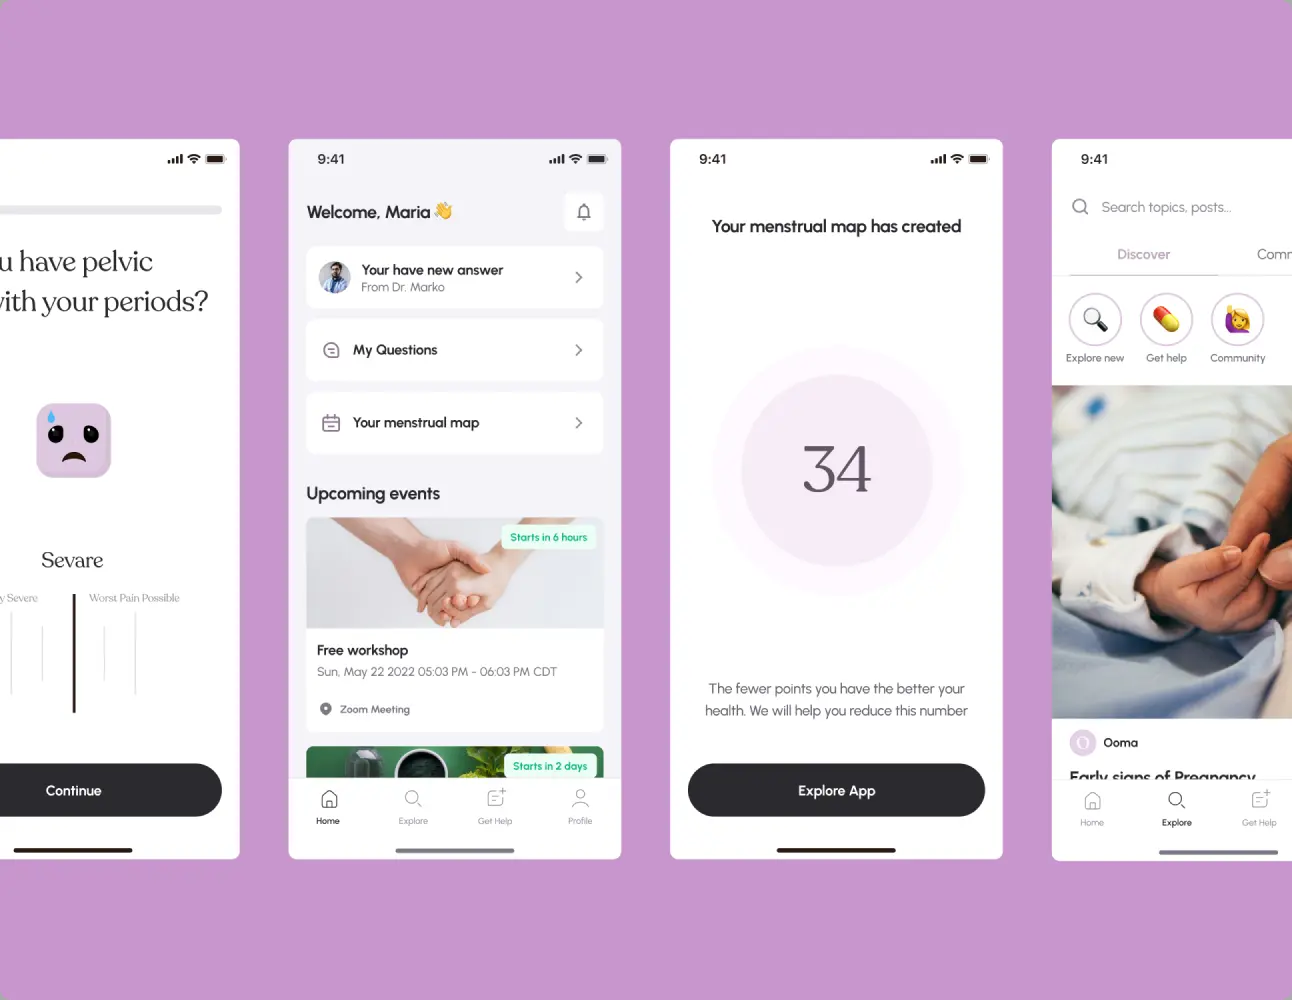 u have pelvic
with your periods?
Sevare
y Severe
Worst Pain Possible
Continue
9:41
Welcome, Maria
Your have new answer
From Dr. Marko
My Questions
Your menstrual map
Upcoming events
Starts in 6 hours
Free workshop
Sun, May 22 2022 05:03 PM - 06:03 PM CDT
Zoom Meeting
Starts in 2 days
Home
Explore
Get Help
Profile
9:41
Your menstrual map has created
34
The fewer points you have the better your
health. We will help you reduce this number
Explore App
9:41
Search topics, posts...
Discover
Comm
Explore new
Get help
Community
Ooma
Early signs of Pregnancy
Home
Explore
Get Help